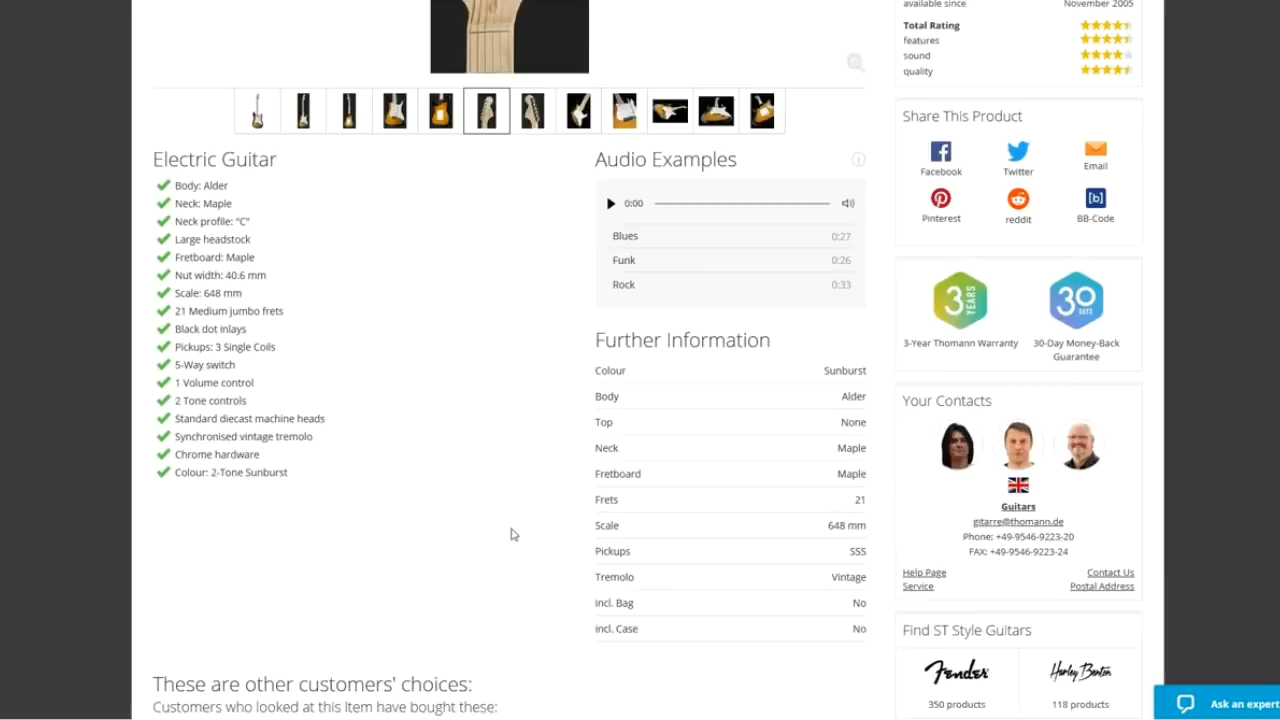 available since November 2005
Total Rating
features
sound
quality
Share This Product
Facebook
Twitter
Email
Pinterest
reddit
BB-Code
3 YEARS
30 DAYS
3-Year Thomann Warranty
30-Day Money-Back Guarantee
Your Contacts
Guitars
gitarre@thomann.de
Phone: +49-9546-9223-20
FAX: +49-9546-9223-24
Help Page
Contact Us
Service
Postal Address
Find ST Style Guitars
Fender
Harley Benton
350 products
118 products
Electric Guitar
Body: Alder
Neck: Maple
Neck profile: "C"
Large headstock
Fretboard: Maple
Nut width: 40.6 mm
Scale: 648 mm
21 Medium jumbo frets
Black dot inlays
Pickups: 3 Single Coils
5-Way switch
1 Volume control
2 Tone controls
Standard diecast machine heads
Synchronised vintage tremolo
Chrome hardware
Colour: 2-Tone Sunburst
Audio Examples
0:00
Blues 0:27
Funk 0:26
Rock 0:33
Further Information
Colour Sunburst
Body Alder
Top None
Neck Maple
Fretboard Maple
Frets 21
Scale 648 mm
Pickups SSS
Tremolo Vintage
incl. Bag No
incl. Case No
These are other customers' choices:
Customers who looked at this item have bought these:
Ask an expert